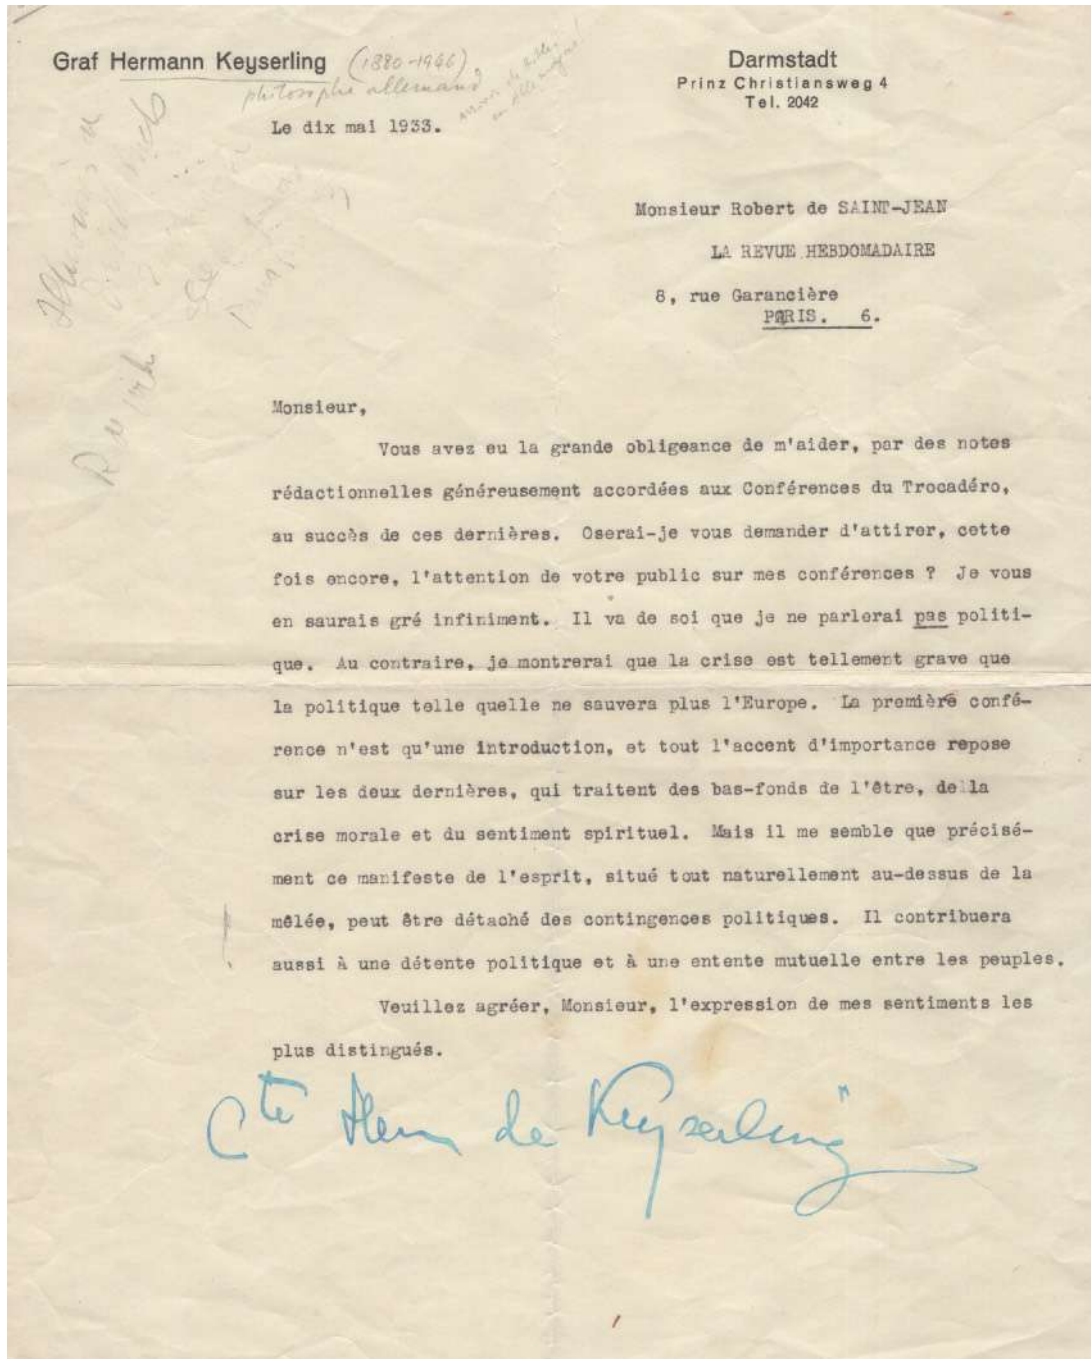 Graf Hermann Keyserling (1880-1946)
philosophe allemand
Darmstadt
Prinz Christiansweg 4
Tel. 2042
Le dix mai 1933.
Monsieur Robert de SAINT-JEAN
LA REVUE HEBDOMADAIRE
8, rue Garancière
PARIS. 6.
Monsieur,
Vous avez eu la grande obligeance de m'aider, par des notes
rédactionnelles généreusement accordées aux Conférences du Trocadéro,
au succès de ces dernières. Oserai-je vous demander d'attirer, cette
fois encore, l'attention de votre public sur mes conférences ? Je vous
en saurais gré infiniment. Il va de soi que je ne parlerai pas politi-
que. Au contraire, je montrerai que la crise est tellement grave que
la politique telle quelle ne sauvera plus l'Europe. La première confé-
rence n'est qu'une introduction, et tout l'accent d'importance repose
sur les deux dernières, qui traitent des bas-fonds de l'être, de la
crise morale et du sentiment spirituel. Mais il me semble que précisé-
ment ce manifeste de l'esprit, situé tout naturellement au-dessus de la
mêlée, peut être détaché des contingences politiques. Il contribuera
aussi à une détente politique et à une entente mutuelle entre les peuples.
Veuillez agréer, Monsieur, l'expression de mes sentiments les
plus distingués.
Cte Herm de Keyserling